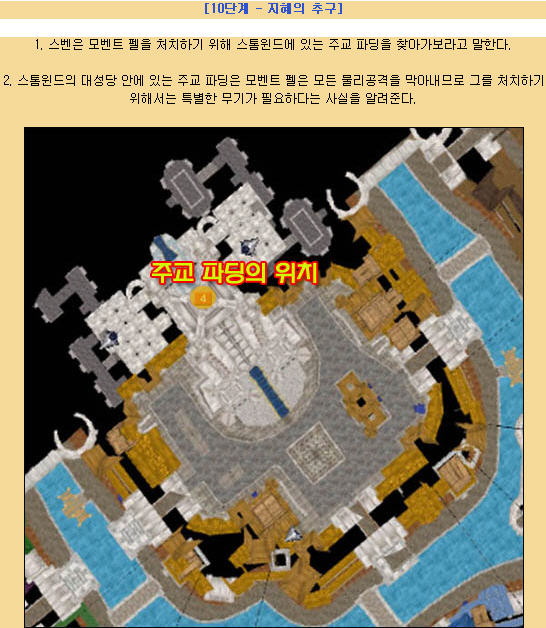 [10단계 - 지혜의 추구]
1. 스벤은 모벤트 펠을 처치하기 위해 스톰윈드에 있는 주교 파딩을 찾아가보라고 말한다.
2. 스톰윈드의 대성당 안에 있는 주교 파딩은 모벤트 펠은 모든 물리공격을 막아내므로 그를 처치하기
위해서는 특별한 무기가 필요하다는 사실을 알려준다.
주교 파딩의 위치
4